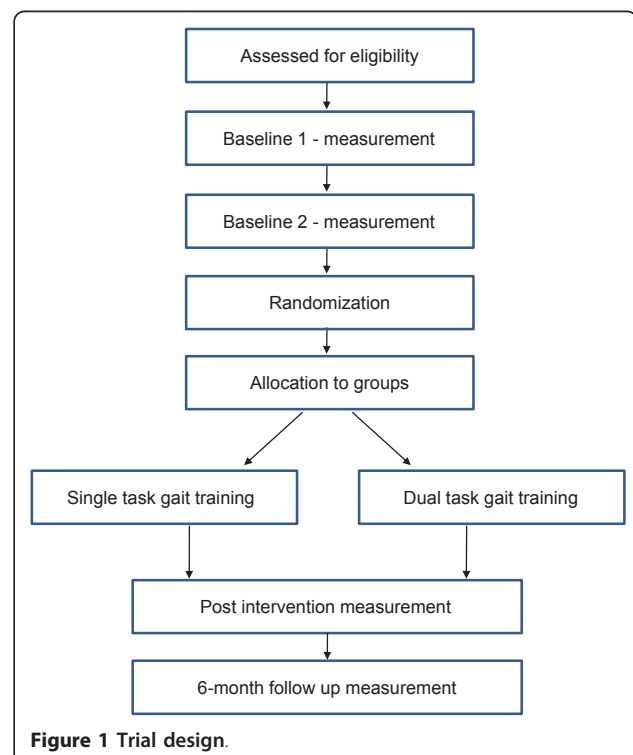 Assessed for eligibility
Baseline 1 - measurement
Baseline 2 - measurement
Randomization
Allocation to groups
Single task gait training
Dual task gait training
Post intervention measurement
6-month follow up measurement
Figure 1 Trial design.